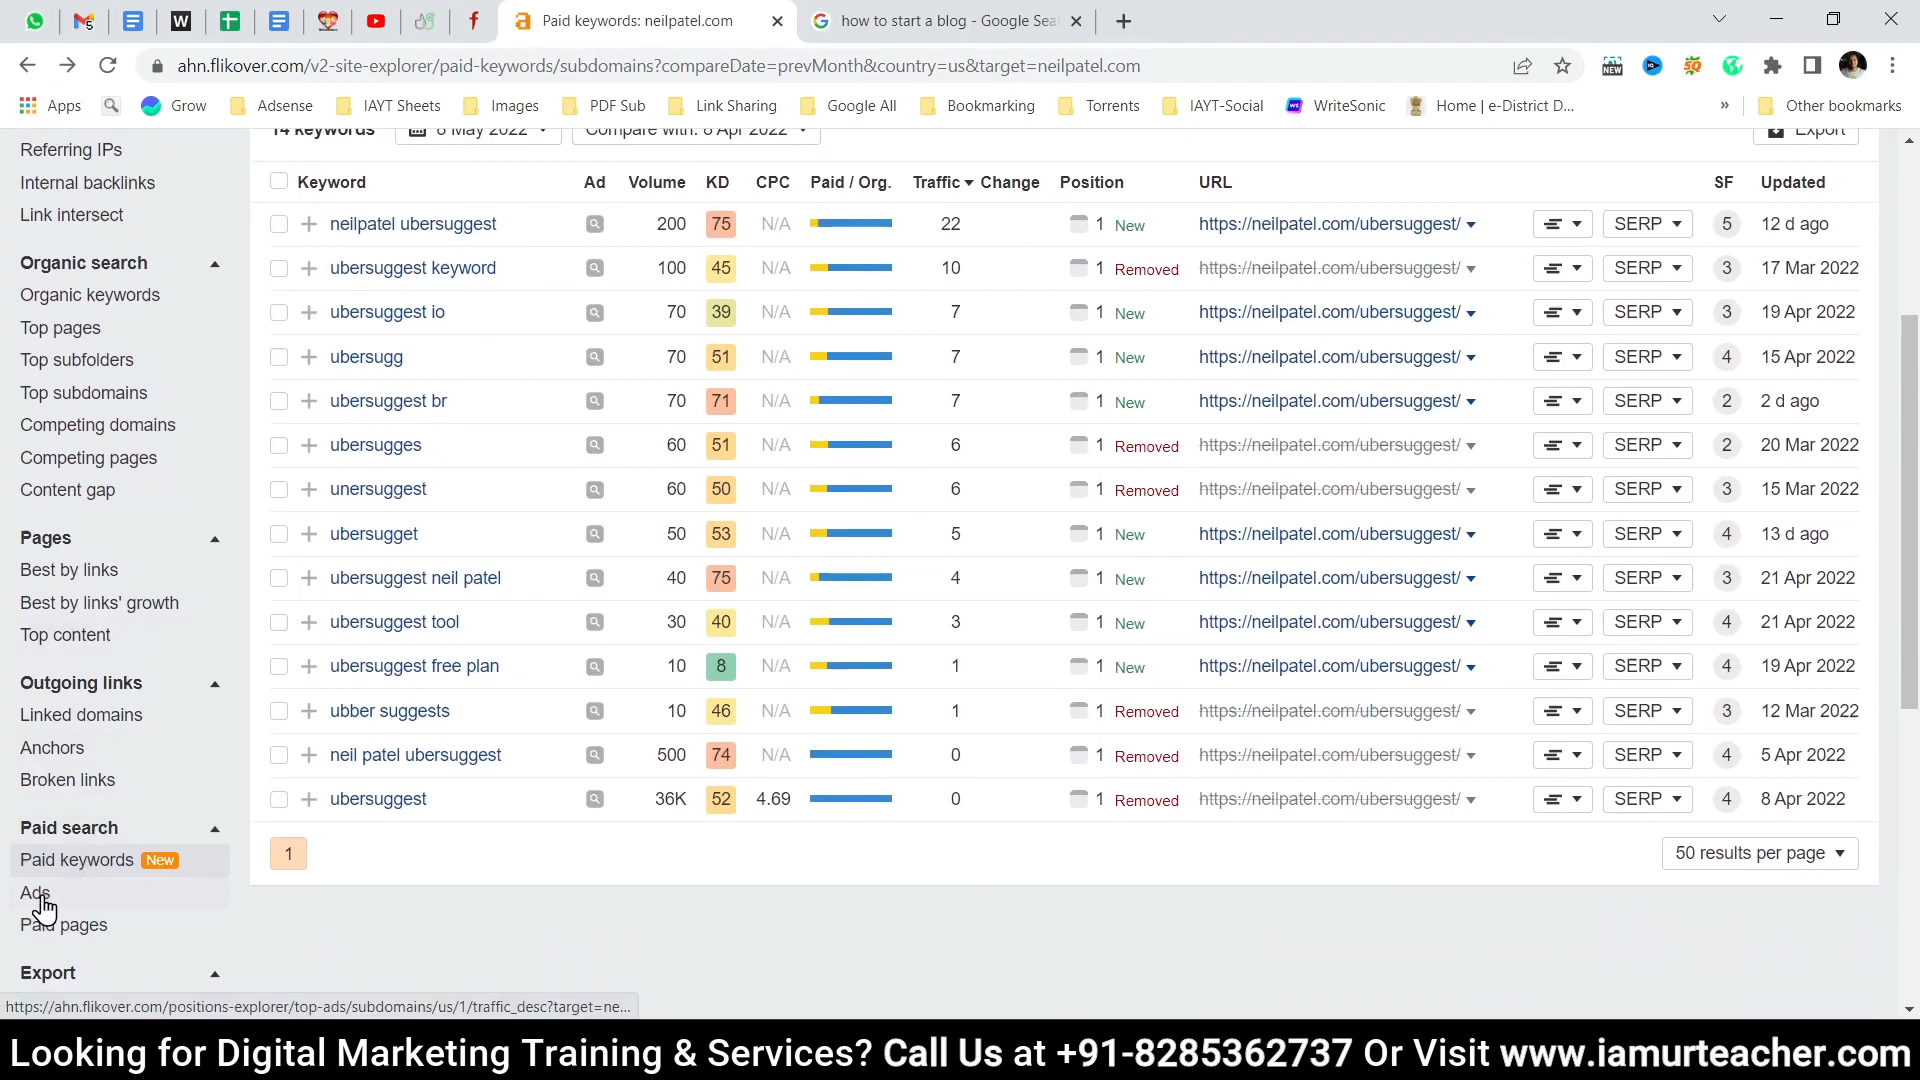 Paid keywords: neilpatel.com
how to start a blog - Google Sea
ahn.flikover.com/v2-site-explorer/paid-keywords/subdomains?compareDate=prevMonth&country=us&target=neilpatel.com
Apps Grow Adsense IAYT Sheets Images PDF Sub Link Sharing Google All Bookmarking Torrents IAYT-Social WriteSonic Home | e-District D... » Other bookmarks
14 keywords 6 May 2022 Compare with: 6 Apr 2022 Export
Referring IPs
Internal backlinks
Link intersect
Organic search
Organic keywords
Top pages
Top subfolders
Top subdomains
Competing domains
Competing pages
Content gap
Pages
Best by links
Best by links' growth
Top content
Outgoing links
Linked domains
Anchors
Broken links
Paid search
Paid keywords New
Ads
Paid pages
Export
Keyword Ad Volume KD CPC Paid / Org. Traffic Change Position URL SF Updated
neilpatel ubersuggest 200 75 N/A 22 1 New https://neilpatel.com/ubersuggest/ SERP 5 12 d ago
ubersuggest keyword 100 45 N/A 10 1 Removed https://neilpatel.com/ubersuggest/ SERP 3 17 Mar 2022
ubersuggest io 70 39 N/A 7 1 New https://neilpatel.com/ubersuggest/ SERP 3 19 Apr 2022
ubersugg 70 51 N/A 7 1 New https://neilpatel.com/ubersuggest/ SERP 4 15 Apr 2022
ubersuggest br 70 71 N/A 7 1 New https://neilpatel.com/ubersuggest/ SERP 2 2 d ago
ubersugges 60 51 N/A 6 1 Removed https://neilpatel.com/ubersuggest/ SERP 2 20 Mar 2022
unersuggest 60 50 N/A 6 1 Removed https://neilpatel.com/ubersuggest/ SERP 3 15 Mar 2022
ubersugget 50 53 N/A 5 1 New https://neilpatel.com/ubersuggest/ SERP 4 13 d ago
ubersuggest neil patel 40 75 N/A 4 1 New https://neilpatel.com/ubersuggest/ SERP 3 21 Apr 2022
ubersuggest tool 30 40 N/A 3 1 New https://neilpatel.com/ubersuggest/ SERP 4 21 Apr 2022
ubersuggest free plan 10 8 N/A 1 1 New https://neilpatel.com/ubersuggest/ SERP 4 19 Apr 2022
ubber suggests 10 46 N/A 1 1 Removed https://neilpatel.com/ubersuggest/ SERP 3 12 Mar 2022
neil patel ubersuggest 500 74 N/A 0 1 Removed https://neilpatel.com/ubersuggest/ SERP 4 5 Apr 2022
ubersuggest 36K 52 4.69 0 1 Removed https://neilpatel.com/ubersuggest/ SERP 4 8 Apr 2022
1 50 results per page
https://ahn.flikover.com/positions-explorer/top-ads/subdomains/us/1/traffic_desc?target=ne...
Looking for Digital Marketing Training & Services? Call Us at +91-8285362737 Or Visit www.iamurteacher.com